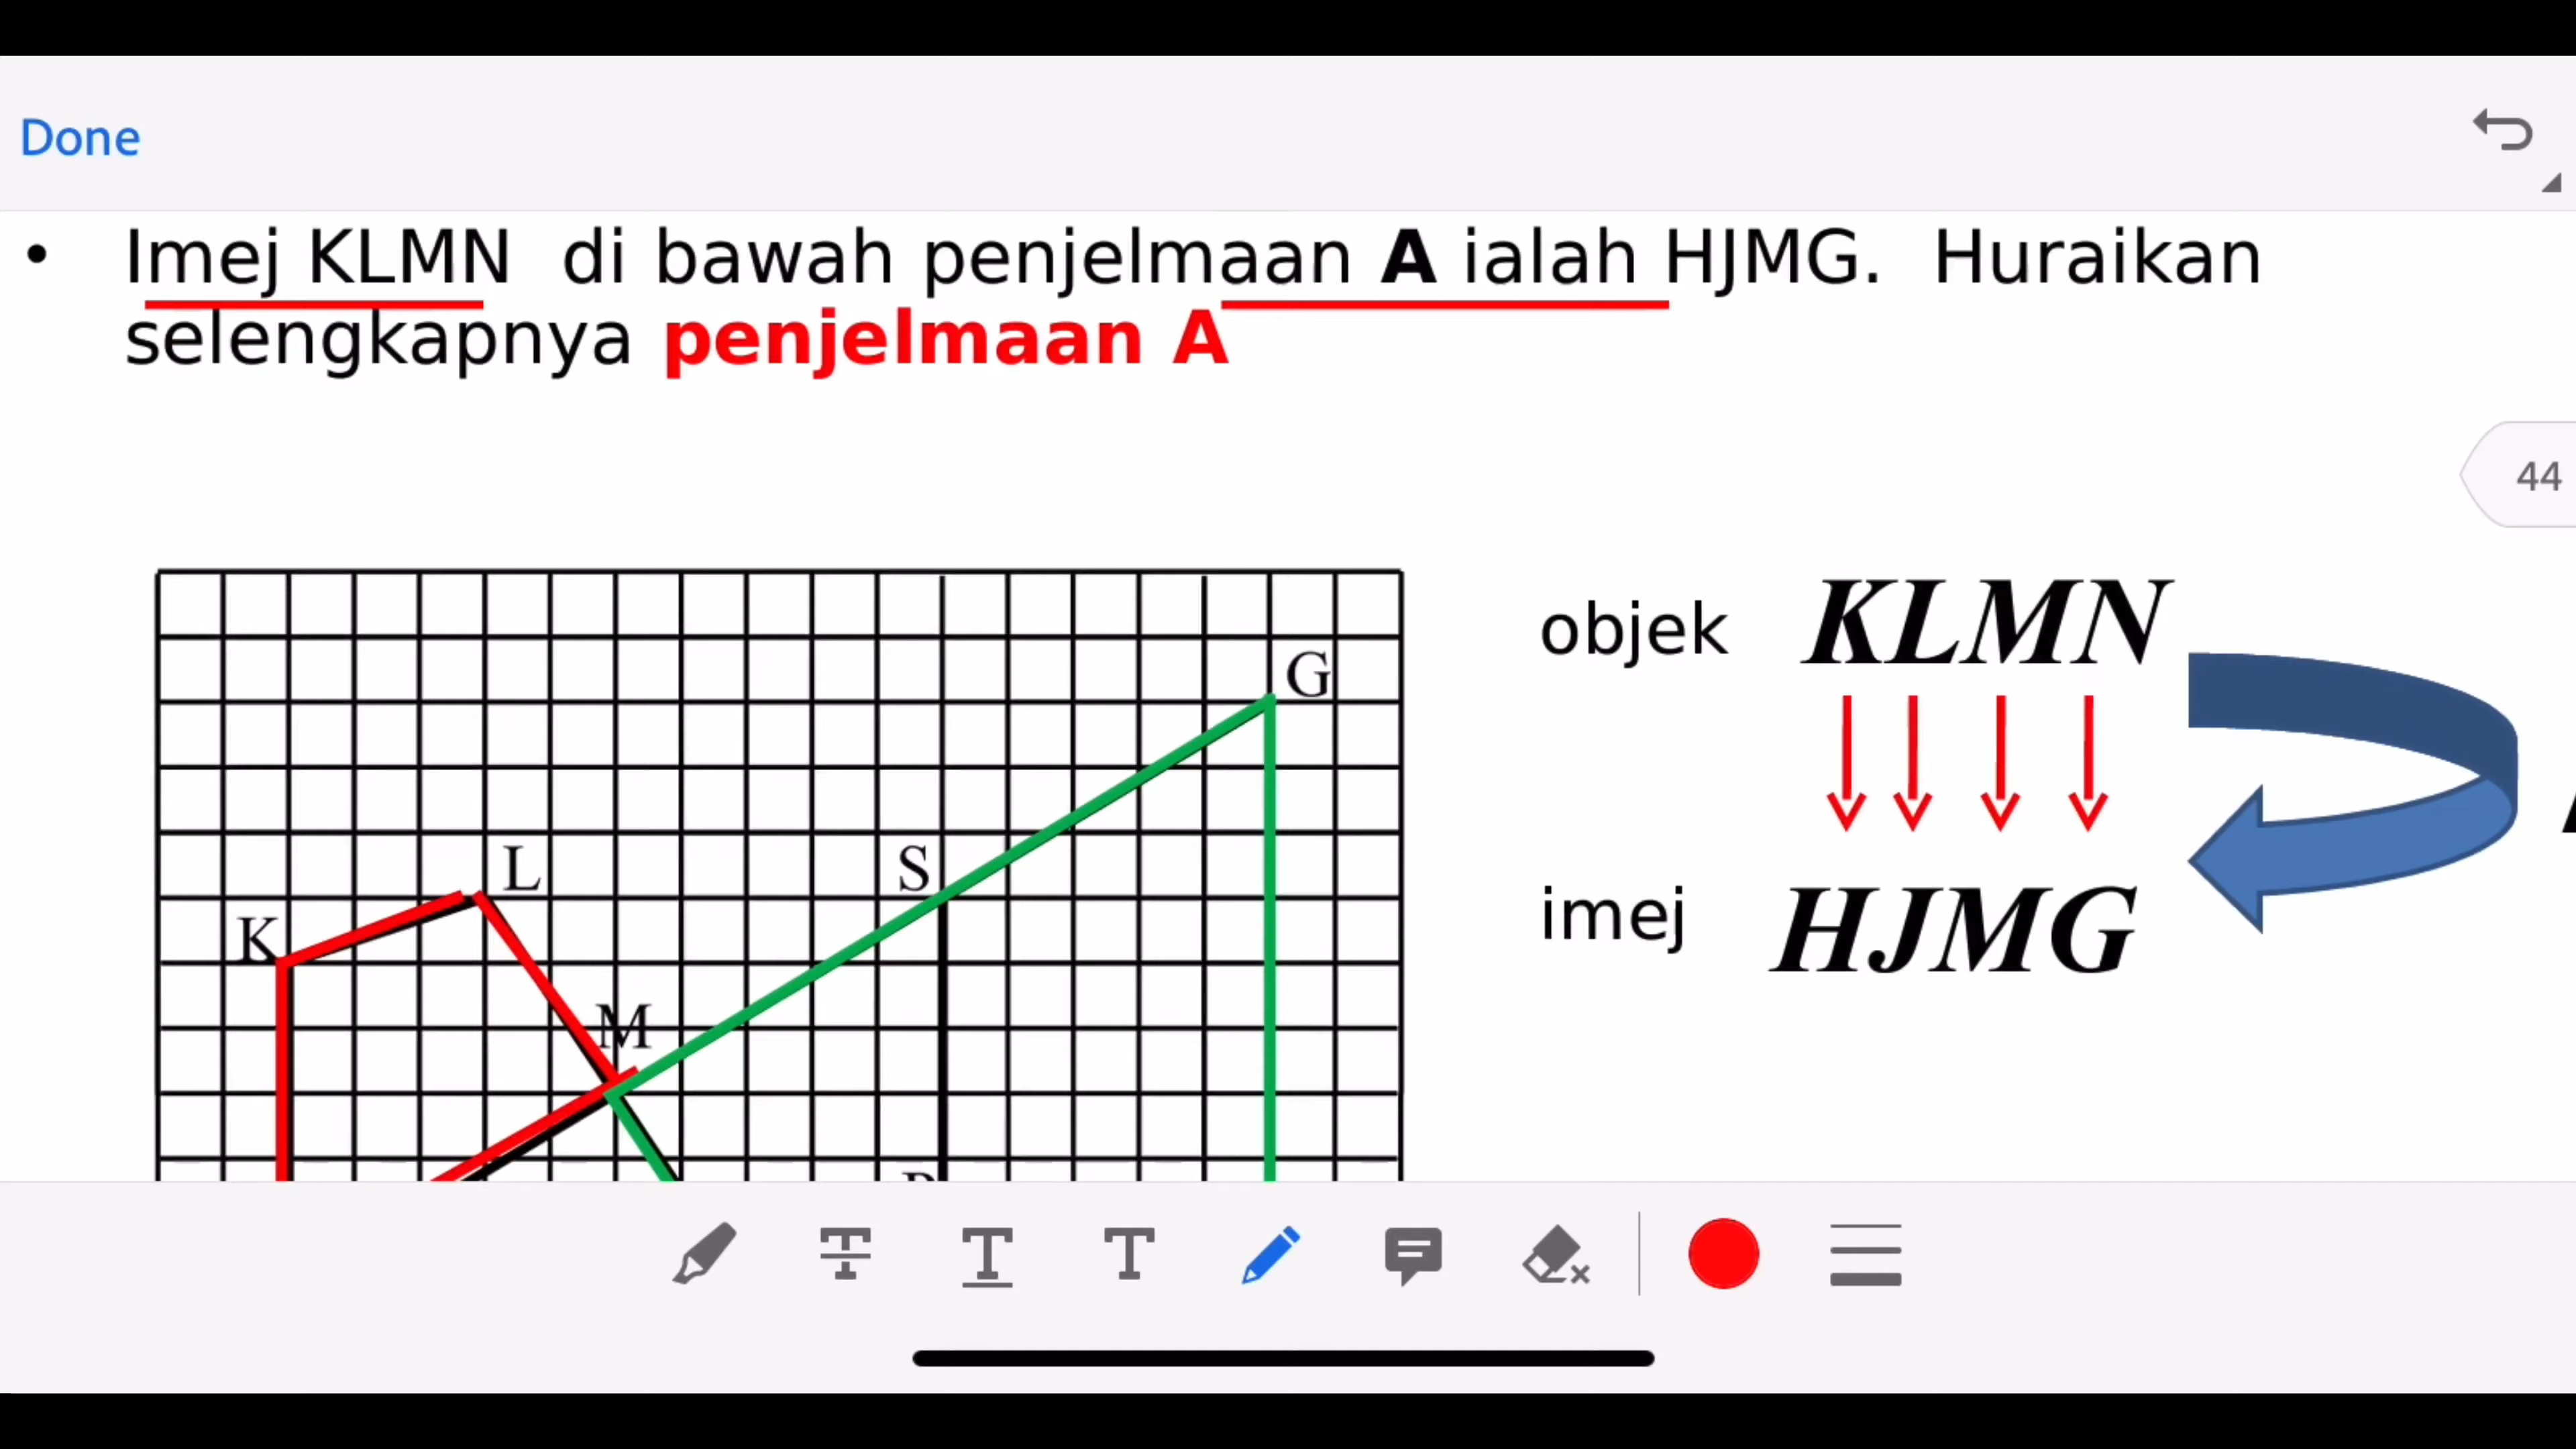 Done
• Imej KLMN di bawah penjelmaan A ialah HJMG. Huraikan
selengkapnya penjelmaan A
44
G
objek KLMN
L
S
K
imej HJMG
M
T
T
T